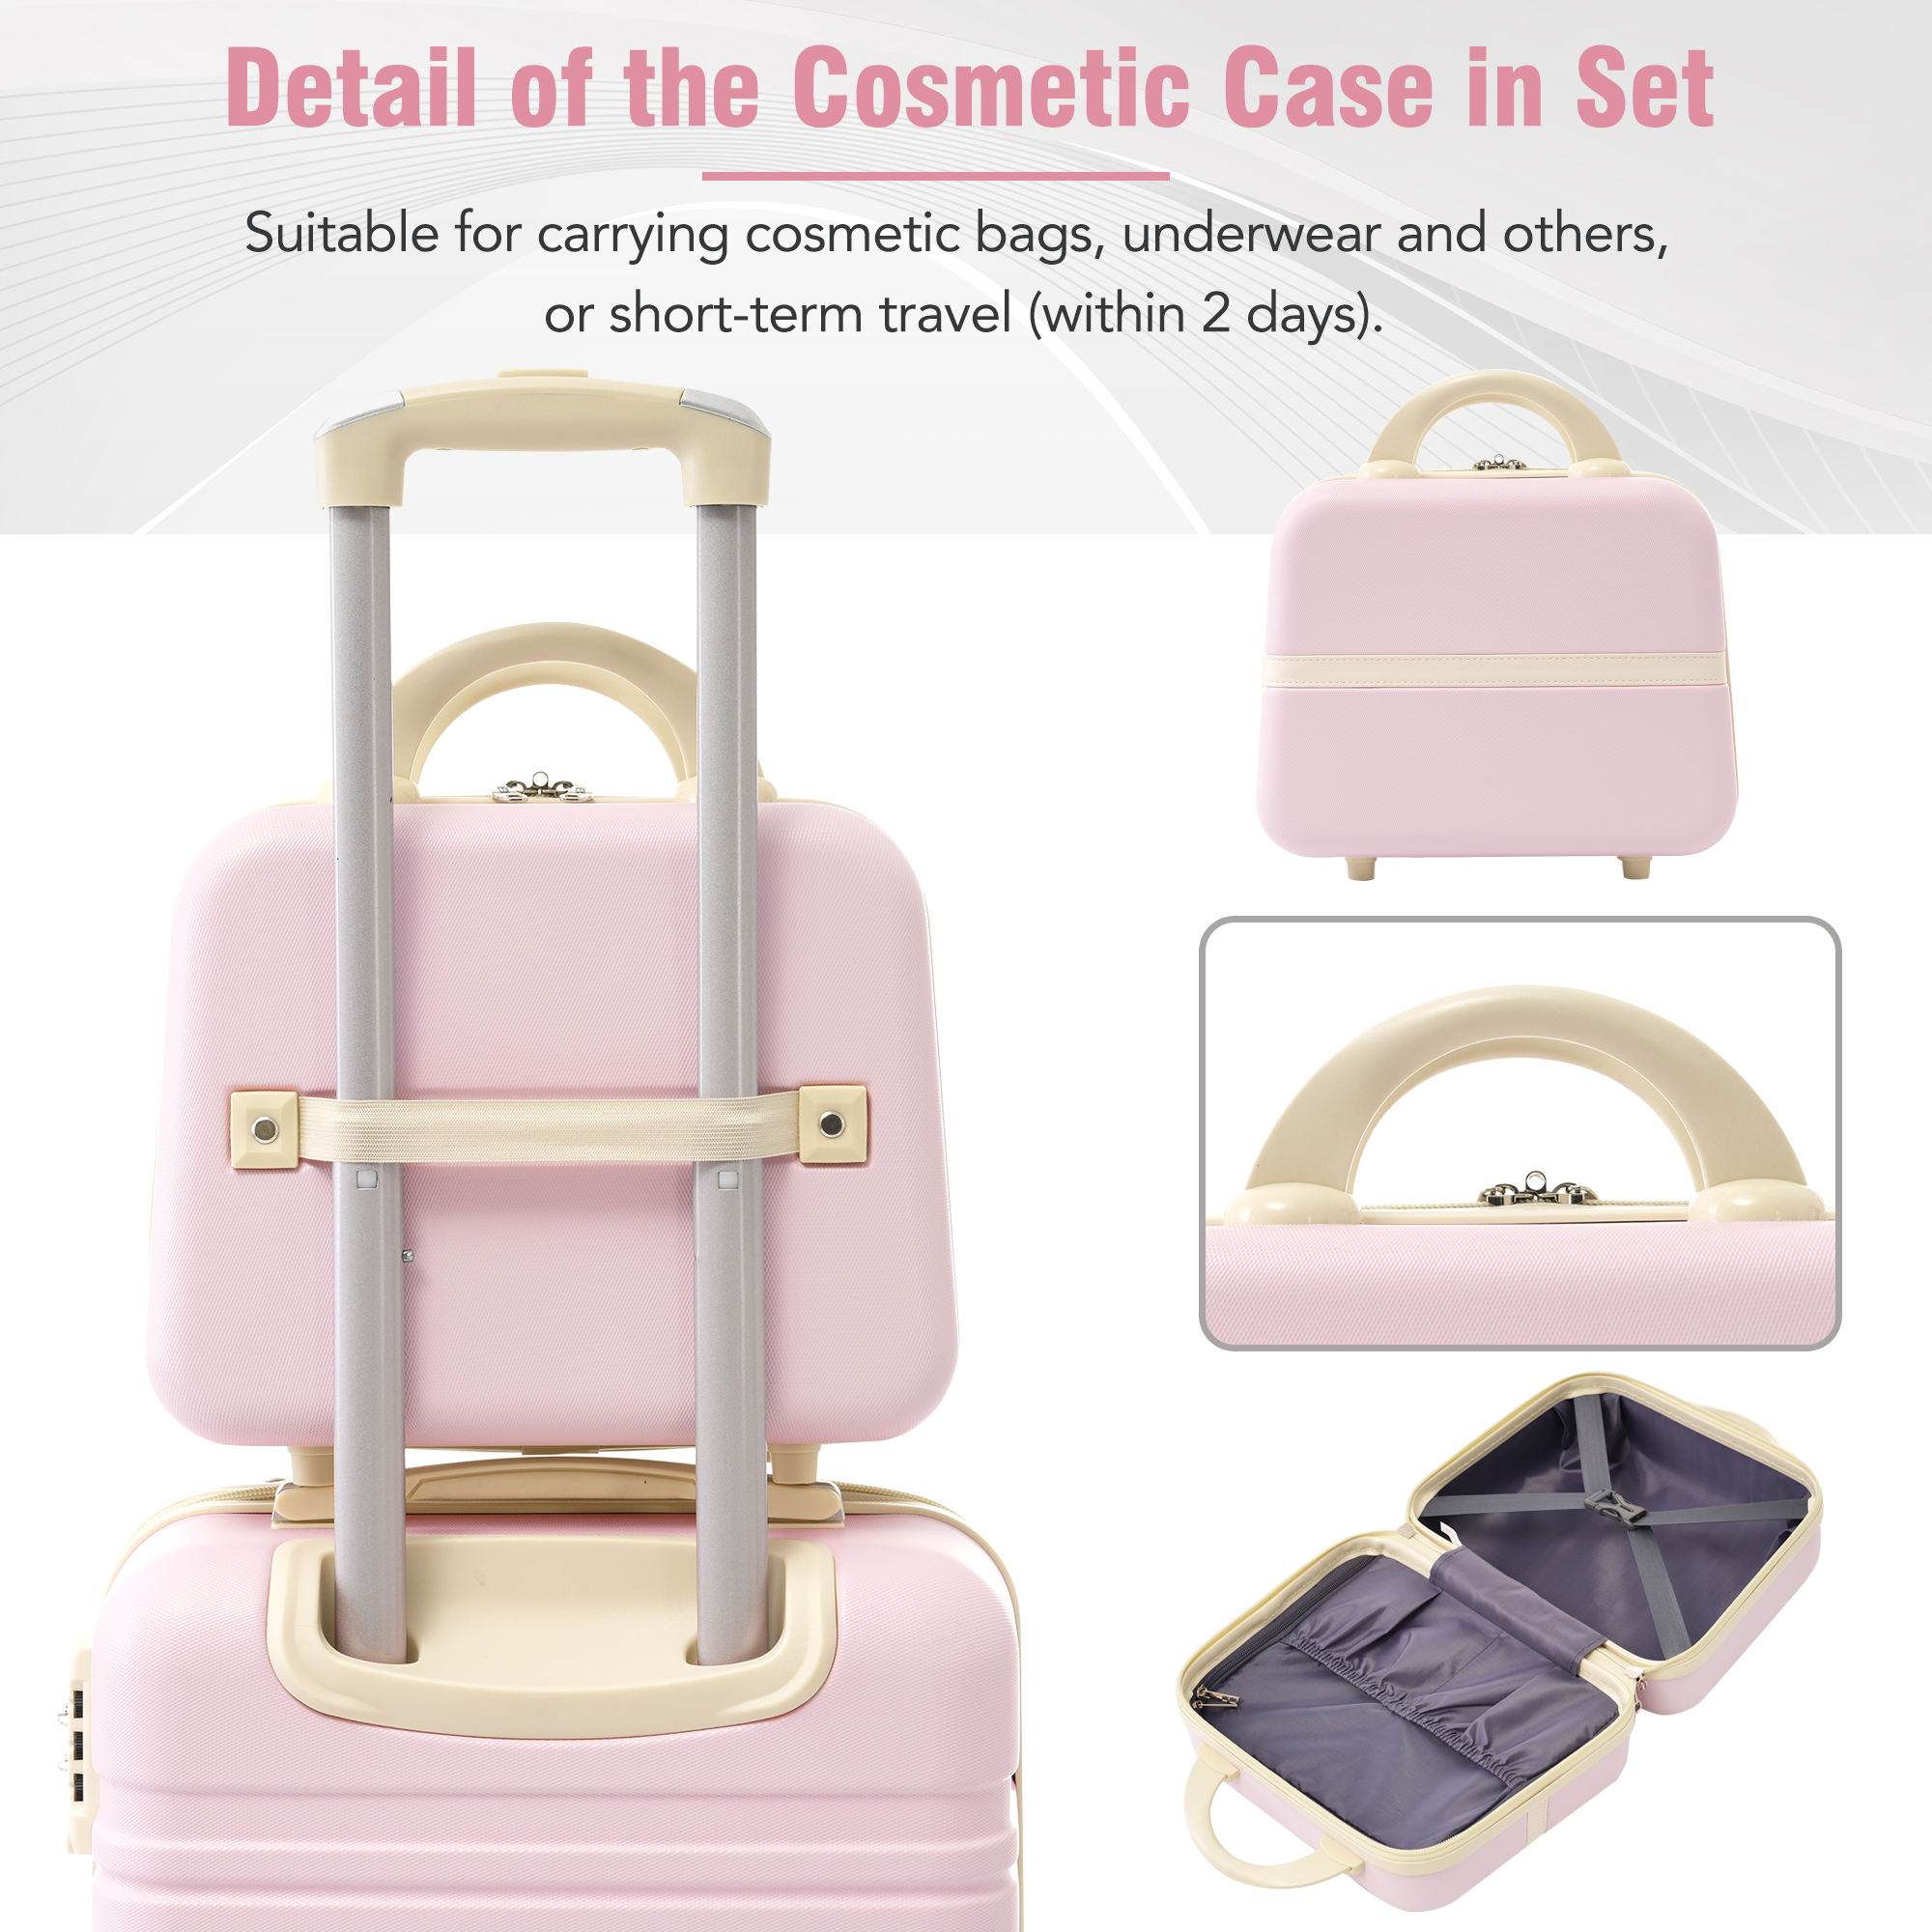 Detail of the Cosmetic Case in Set
Suitable for carrying cosmetic bags, underwear and others,
or short-term travel (within 2 days).